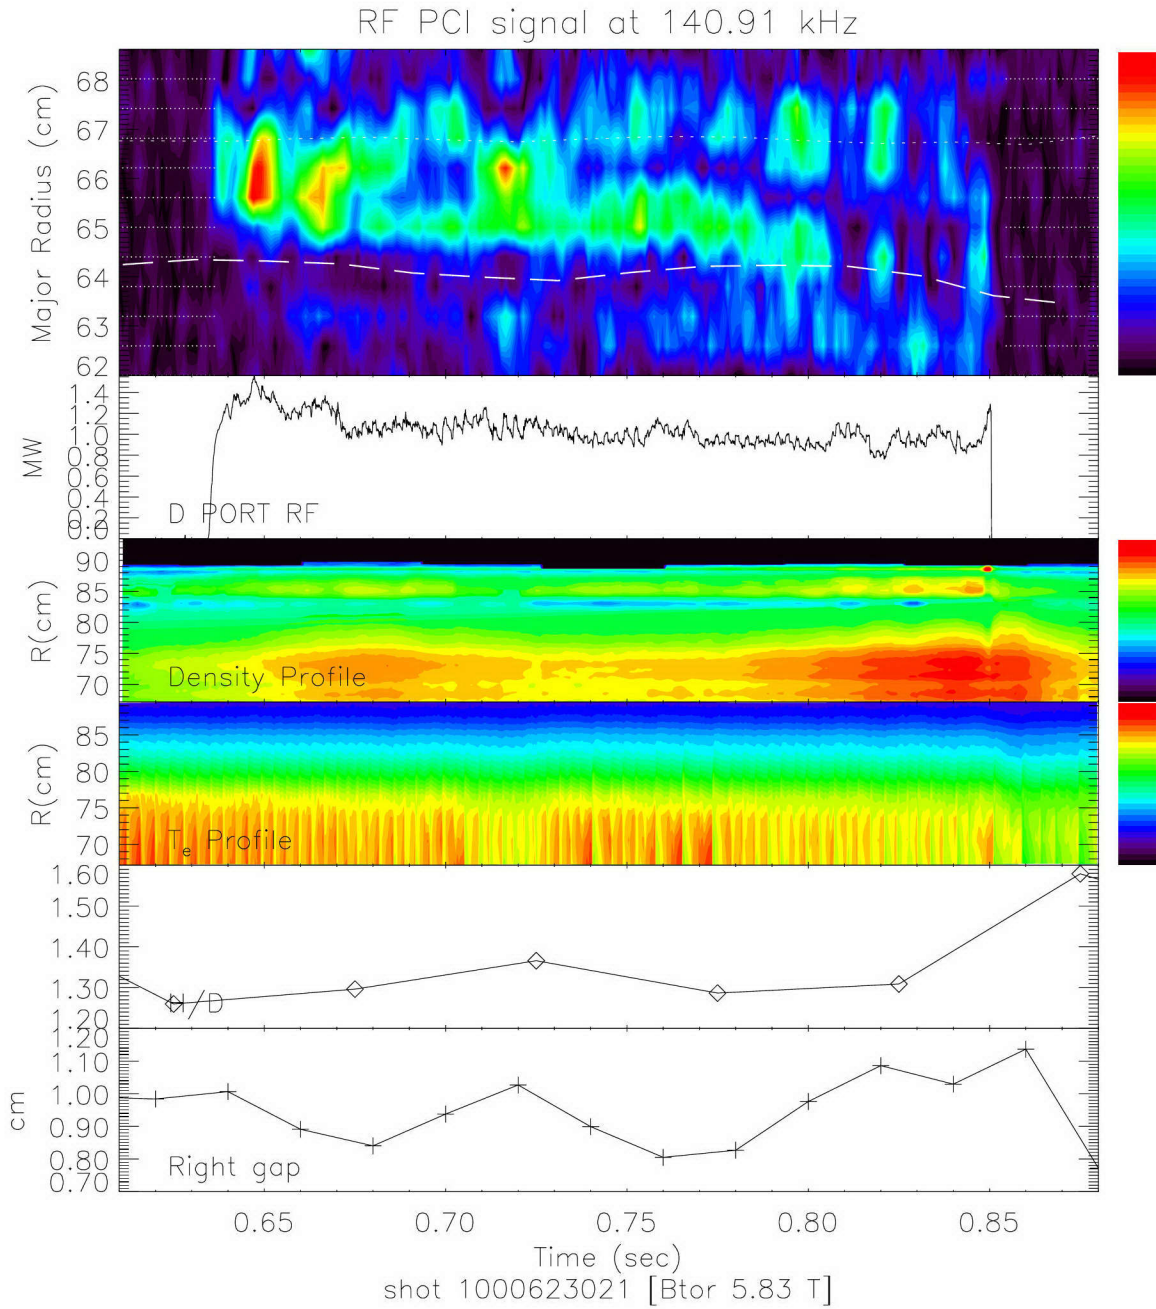 RF PCI signal at 140.91 kHz
Major Radius (cm)
68
67
66
65
64
63
62
MW
1.4
1.2
1.0
0.8
0.6
0.4
0.2
0.0
D PORT RF
R(cm)
90
85
80
75
70
Density Profile
R(cm)
85
80
75
70
Te Profile
1.60
1.50
1.40
1.30
1.20
H/D
cm
1.20
1.10
1.00
0.90
0.80
0.70
Right gap
0.65 0.70 0.75 0.80 0.85
Time (sec)
shot 1000623021 [Btor 5.83 T]